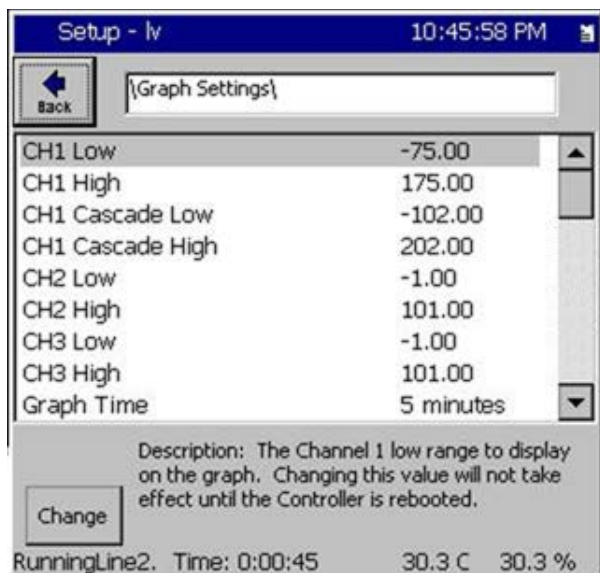 Setup - lv 10:45:58 PM
Back
\Graph Settings\
CH1 Low -75.00
CH1 High 175.00
CH1 Cascade Low -102.00
CH1 Cascade High 202.00
CH2 Low -1.00
CH2 High 101.00
CH3 Low -1.00
CH3 High 101.00
Graph Time 5 minutes
Description: The Channel 1 low range to display
on the graph. Changing this value will not take
effect until the Controller is rebooted.
Change
RunningLine2. Time: 0:00:45 30.3 C 30.3 %